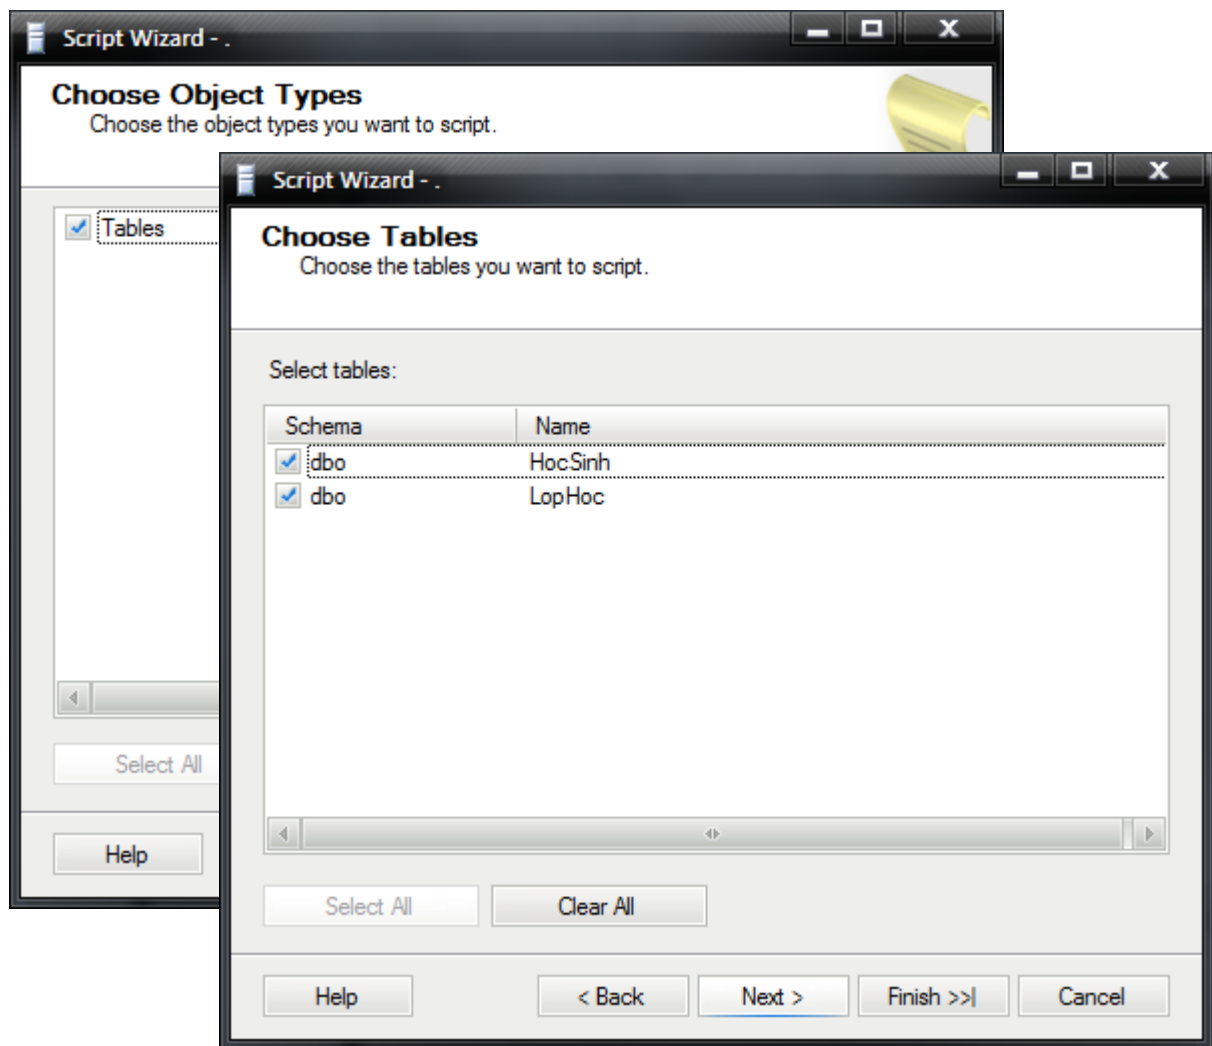 Script Wizard - .
Choose Object Types
Choose the object types you want to script.
Tables
Select All
Help
Script Wizard - .
Choose Tables
Choose the tables you want to script.
Select tables:
Schema Name
dbo HocSinh
dbo LopHoc
Select All Clear All
Help < Back Next > Finish >>| Cancel